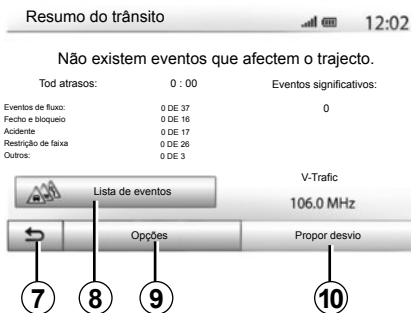 Resumo do trânsito 12:02
Não existem eventos que afectem o trajecto.
Tod atrasos: 0 : 00 Eventos significativos:
Eventos de fluxo: 0 DE 37 0
Fecho e bloqueio 0 DE 16
Acidente 0 DE 17
Restrição de faixa 0 DE 26
Outros: 0 DE 3
Lista de eventos
V-Trafic
106.0 MHz
Opções Propor desvio
7 8 9 10